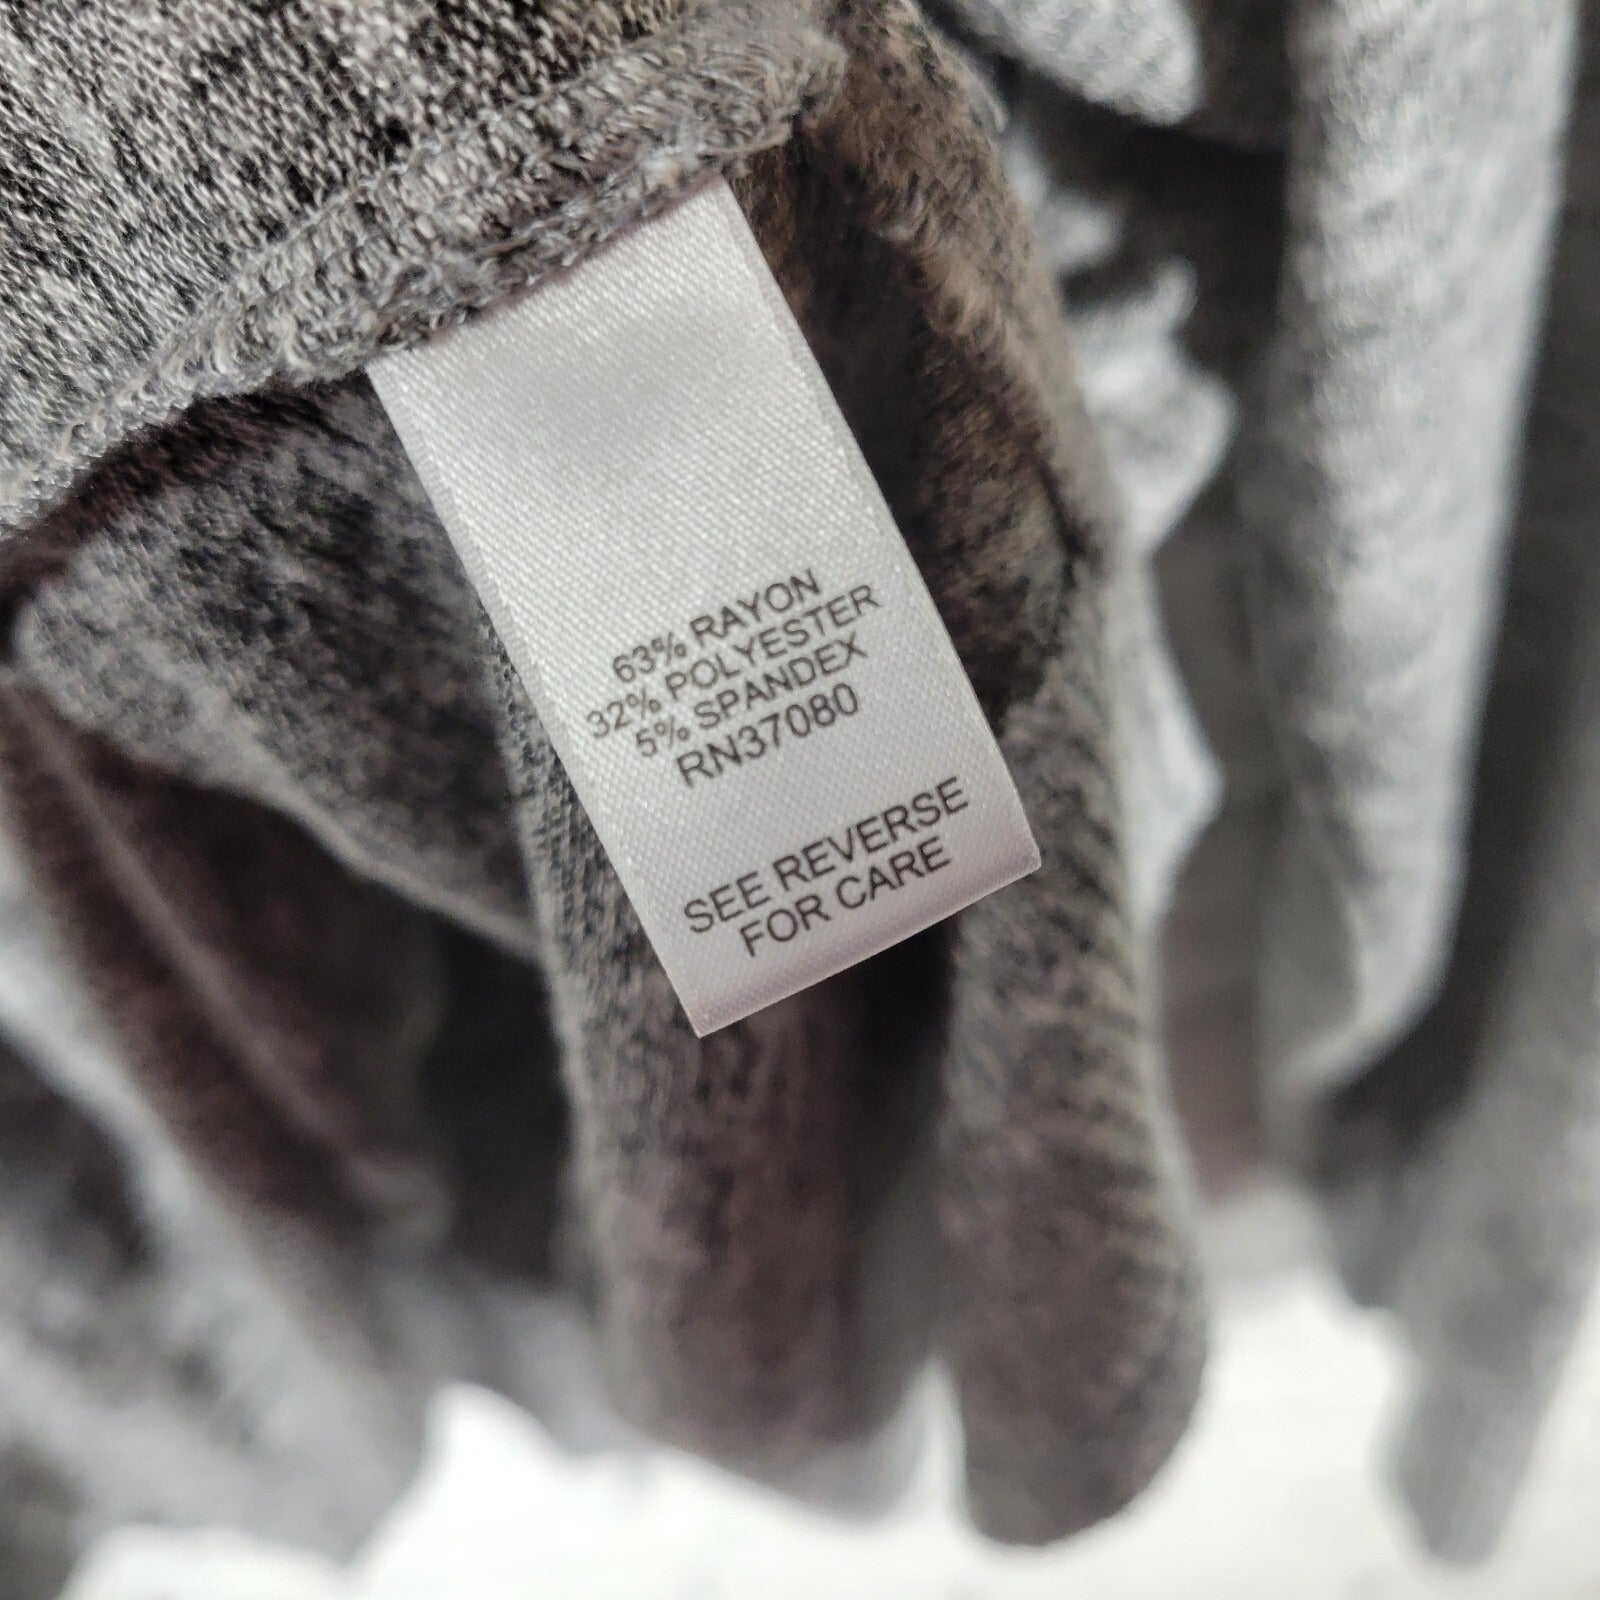 63% RAYON
32% POLYESTER
5% SPANDEX
RN37080
SEE REVERSE
FOR CARE